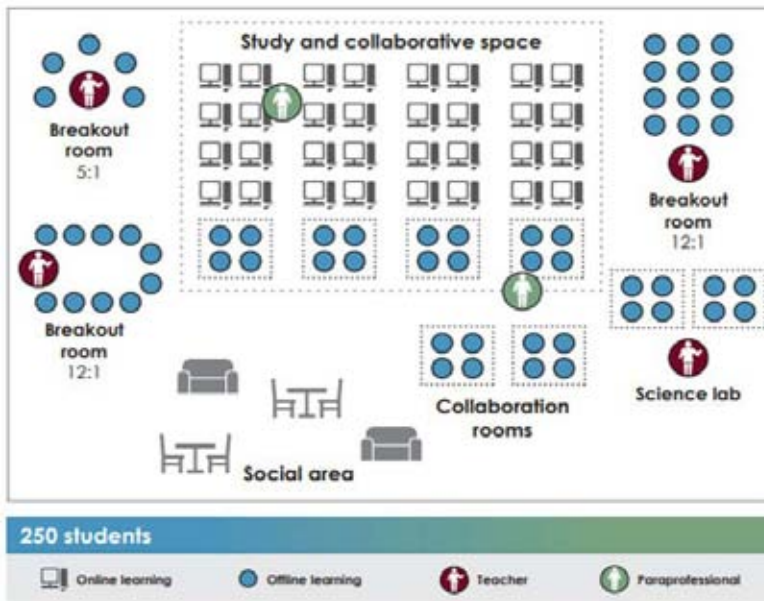 Study and collaborative space
Breakout
room
5:1
Breakout
room
12:1
Breakout
room
12:1
Science lab
Collaboration
rooms
Social area
250 students
Online learning
Offline learning
Teacher
Paraprofessional